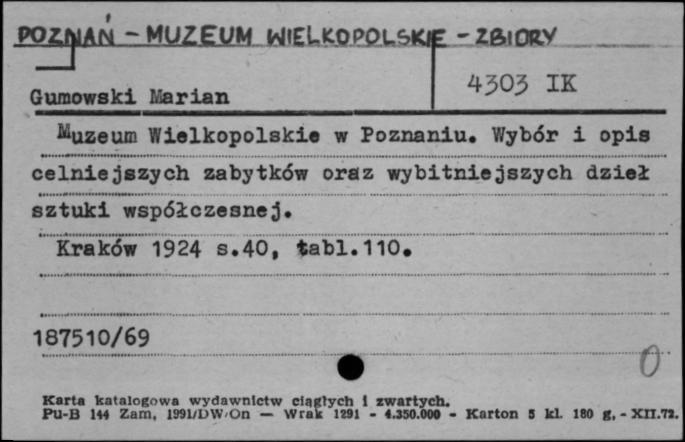 POZNAŃ - MUZEUM WIELKOPOLSKIE - ZBIORY
4303 IK
Gumowski Marian
Muzeum Wielkopolskie w Poznaniu. Wybór i opis
celniejszych zabytków oraz wybitniejszych dzieł
sztuki współczesnej.
Kraków 1924 s.40, tabl.110.
187510/69
0
Karta katalogowa wydawnictw ciągłych i zwartych.
Pu-B 144 Zam. 1991/DW/On — Wrak 1291 - 4.350.000 - Karton 5 kl. 180 g. - XII.72.